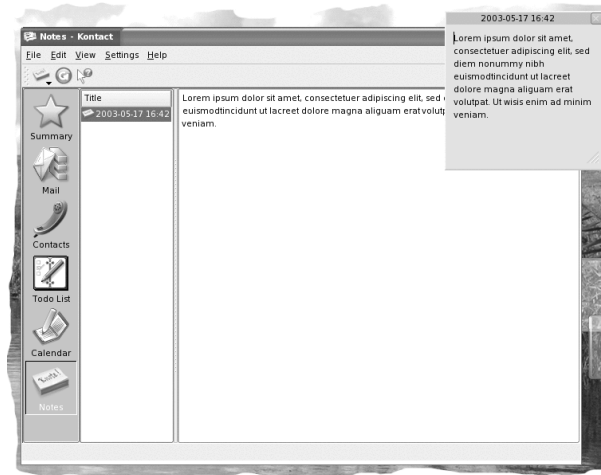 2003-05-17 16:42
Lorem ipsum dolor sit amet,
consectetuer adipiscing elit, sed
diem nonummy nibh
euismodtincidunt ut lacreet
dolore magna aliguam erat
volutpat. Ut wisis enim ad minim
veniam.
Notes - Kontact
File Edit View Settings Help
Summary
Mail
Contacts
Todo List
Calendar
Notes
Title
2003-05-17 16:42
Lorem ipsum dolor sit amet, consectetuer adipiscing elit, sed
euismodtincidunt ut lacreet dolore magna aliguam erat
veniam.